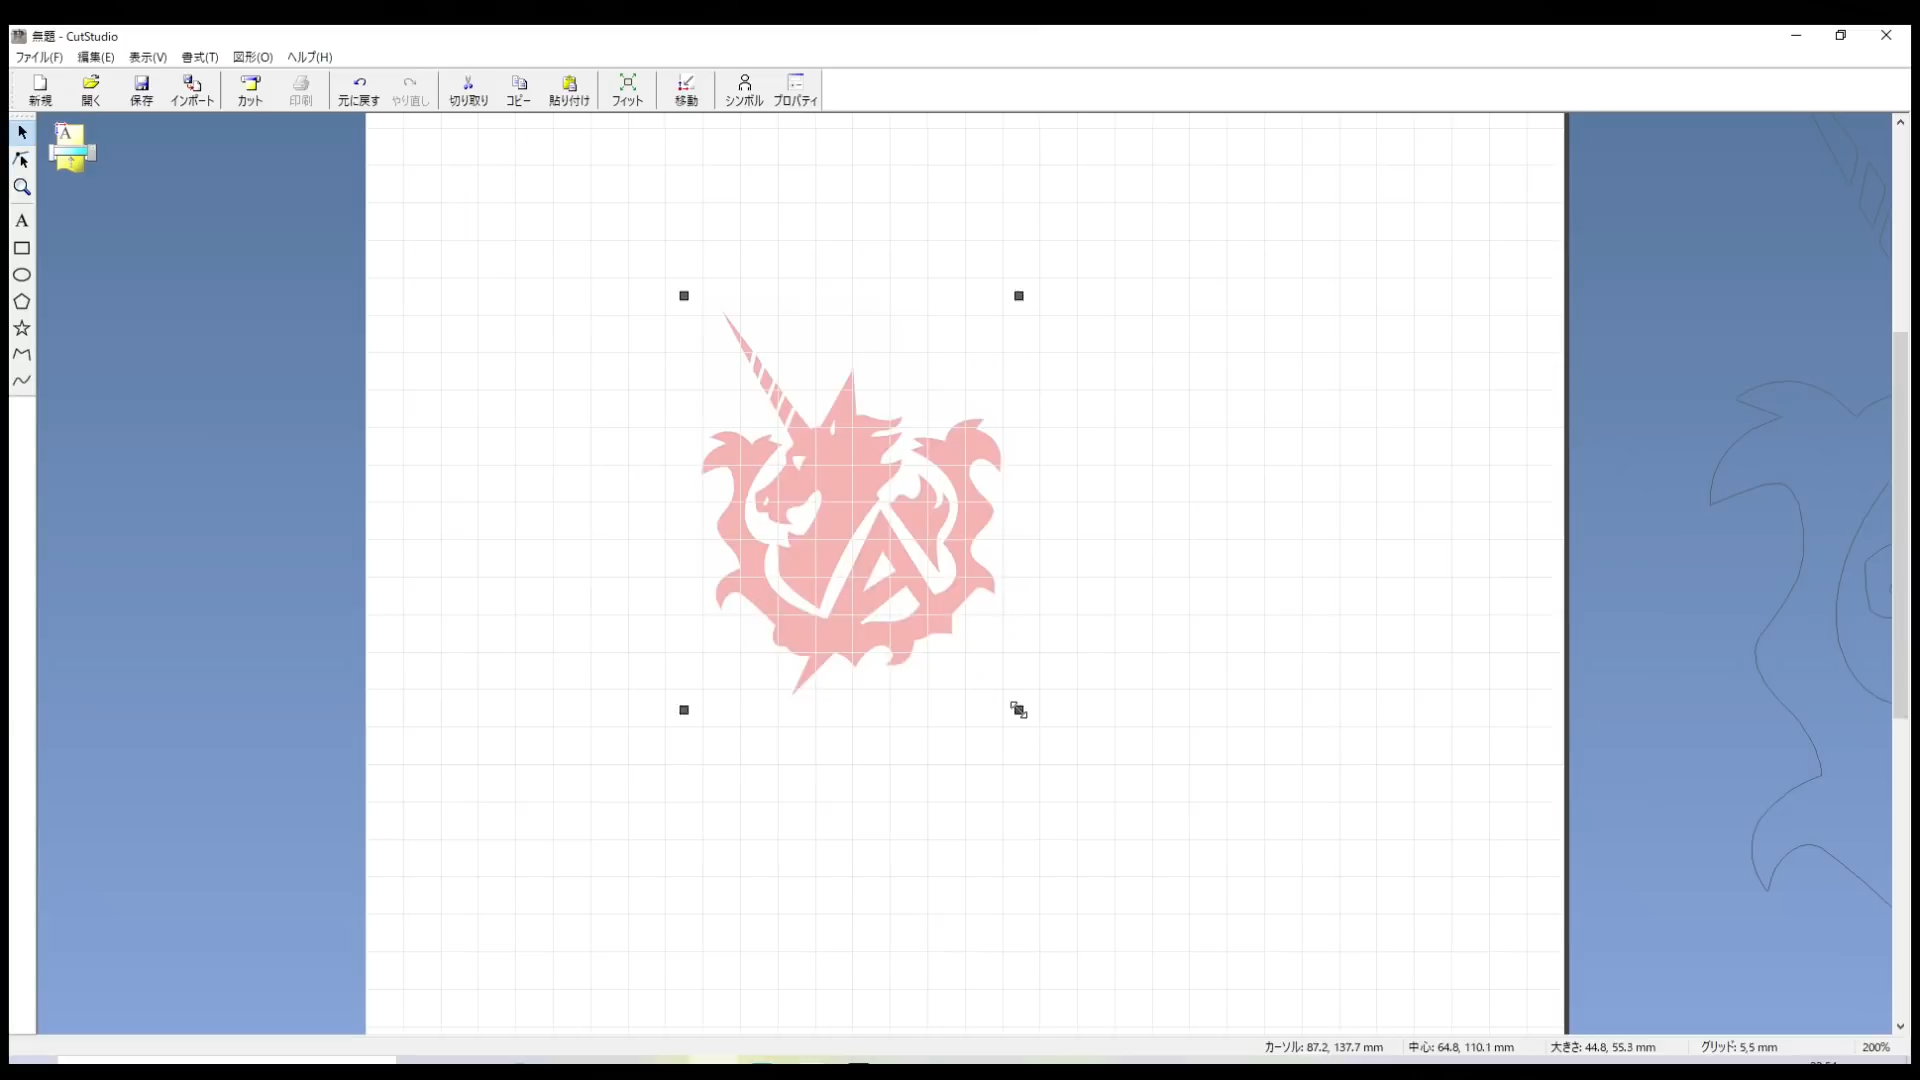 無題 - CutStudio
ファイル(F) 編集(E) 表示(V) 書式(T) 図形(O) ヘルプ(H)
新規 開く 保存 インポート カット 印刷 元に戻す やり直し 切り取り コピー 貼り付け フィット 移動 シンボル プロパティ
A
A
カーソル: 87.2, 137.7 mm 中心: 64.8, 110.1 mm 大きさ: 44.8, 55.3 mm グリッド: 5,5 mm 200%